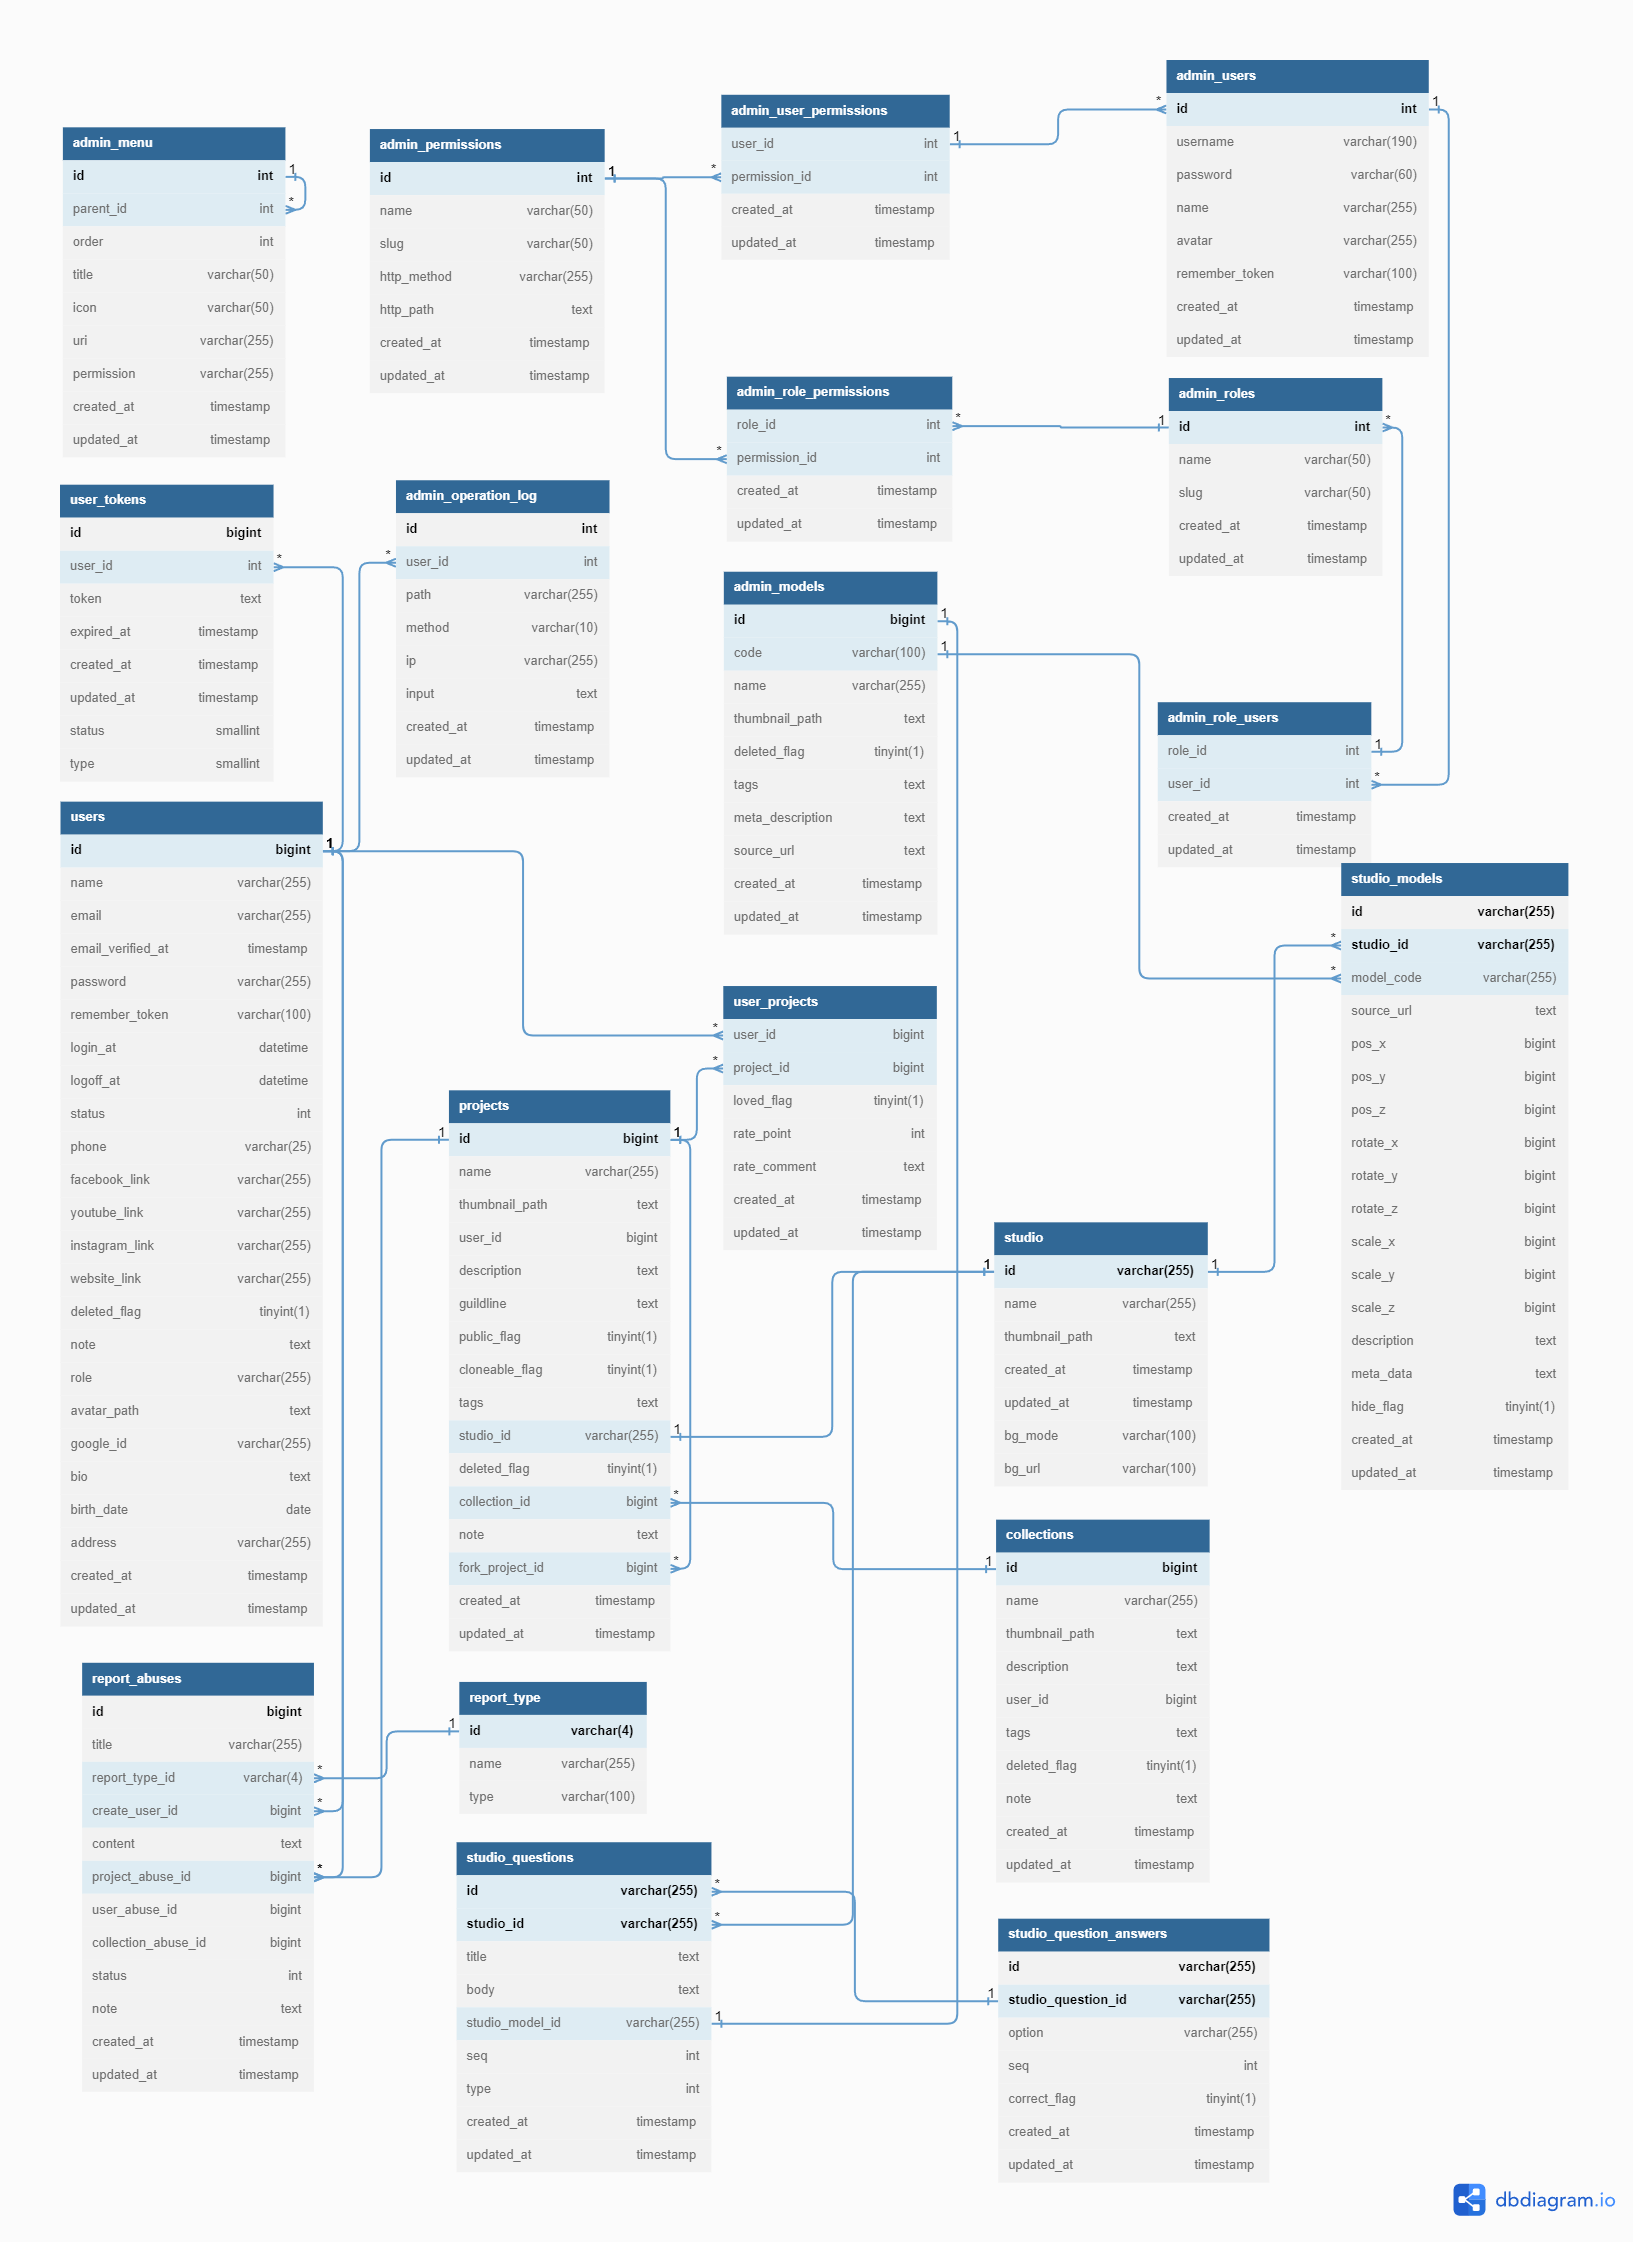 admin_menu
id int
parent_id int
order int
title varchar(50)
icon varchar(50)
uri varchar(255)
permission varchar(255)
created_at timestamp
updated_at timestamp
1
*
admin_permissions
id int
name varchar(50)
slug varchar(50)
http_method varchar(255)
http_path text
created_at timestamp
updated_at timestamp
1
admin_user_permissions
user_id int
permission_id int
created_at timestamp
updated_at timestamp
1
*
admin_users
id int
username varchar(190)
password varchar(60)
name varchar(255)
avatar varchar(255)
remember_token varchar(100)
created_at timestamp
updated_at timestamp
*
1
admin_role_permissions
role_id int
permission_id int
created_at timestamp
updated_at timestamp
*
*
admin_roles
id int
name varchar(50)
slug varchar(50)
created_at timestamp
updated_at timestamp
1
*
user_tokens
id bigint
user_id int
token text
expired_at timestamp
created_at timestamp
updated_at timestamp
status smallint
type smallint
*
admin_operation_log
id int
user_id int
path varchar(255)
method varchar(10)
ip varchar(255)
input text
created_at timestamp
updated_at timestamp
*
admin_models
id bigint
code varchar(100)
name varchar(255)
thumbnail_path text
deleted_flag tinyint(1)
tags text
meta_description text
source_url text
created_at timestamp
updated_at timestamp
1
1
admin_role_users
role_id int
user_id int
created_at timestamp
updated_at timestamp
1
*
users
id bigint
name varchar(255)
email varchar(255)
email_verified_at timestamp
password varchar(255)
remember_token varchar(100)
login_at datetime
logoff_at datetime
status int
phone varchar(25)
facebook_link varchar(255)
youtube_link varchar(255)
instagram_link varchar(255)
website_link varchar(255)
deleted_flag tinyint(1)
note text
role varchar(255)
avatar_path text
google_id varchar(255)
bio text
birth_date date
address varchar(255)
created_at timestamp
updated_at timestamp
1
studio_models
id varchar(255)
studio_id varchar(255)
model_code varchar(255)
source_url text
pos_x bigint
pos_y bigint
pos_z bigint
rotate_x bigint
rotate_y bigint
rotate_z bigint
scale_x bigint
scale_y bigint
scale_z bigint
description text
meta_data text
hide_flag tinyint(1)
created_at timestamp
updated_at timestamp
*
*
user_projects
user_id bigint
project_id bigint
loved_flag tinyint(1)
rate_point int
rate_comment text
created_at timestamp
updated_at timestamp
*
*
projects
id bigint
name varchar(255)
thumbnail_path text
user_id bigint
description text
guildline text
public_flag tinyint(1)
cloneable_flag tinyint(1)
tags text
studio_id varchar(255)
deleted_flag tinyint(1)
collection_id bigint
note text
fork_project_id bigint
created_at timestamp
updated_at timestamp
1
1
1
*
*
studio
id varchar(255)
name varchar(255)
thumbnail_path text
created_at timestamp
updated_at timestamp
bg_mode varchar(100)
bg_url varchar(100)
1
1
collections
id bigint
name varchar(255)
thumbnail_path text
description text
user_id bigint
tags text
deleted_flag tinyint(1)
note text
created_at timestamp
updated_at timestamp
1
report_abuses
id bigint
title varchar(255)
report_type_id varchar(4)
create_user_id bigint
content text
project_abuse_id bigint
user_abuse_id bigint
collection_abuse_id bigint
status int
note text
created_at timestamp
updated_at timestamp
*
*
*
report_type
id varchar(4)
name varchar(255)
type varchar(100)
1
studio_questions
id varchar(255)
studio_id varchar(255)
title text
body text
studio_model_id varchar(255)
seq int
type int
created_at timestamp
updated_at timestamp
*
*
1
studio_question_answers
id varchar(255)
studio_question_id varchar(255)
option varchar(255)
seq int
correct_flag tinyint(1)
created_at timestamp
updated_at timestamp
1
dbdiagram.io